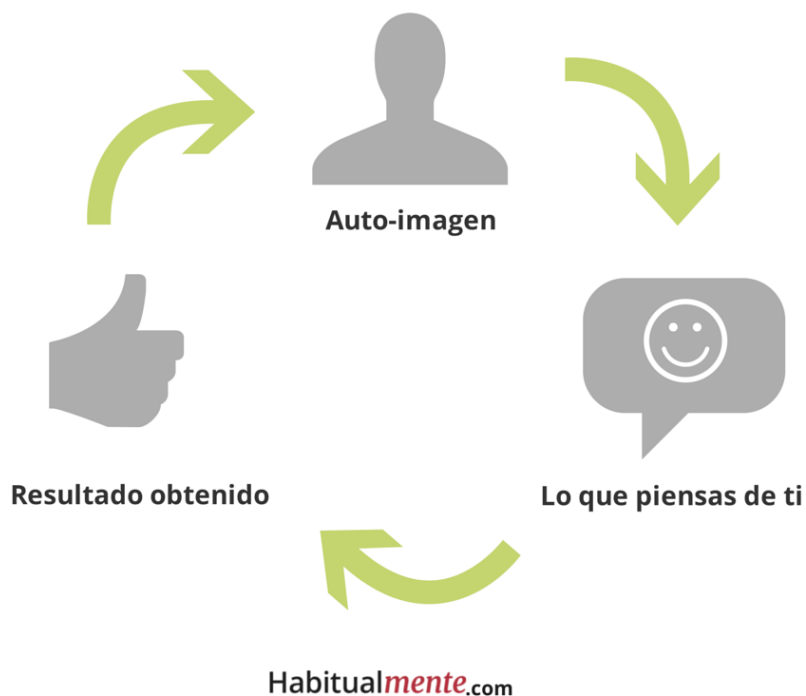 Auto-imagen
Resultado obtenido
Lo que piensas de ti
Habitualmente.com